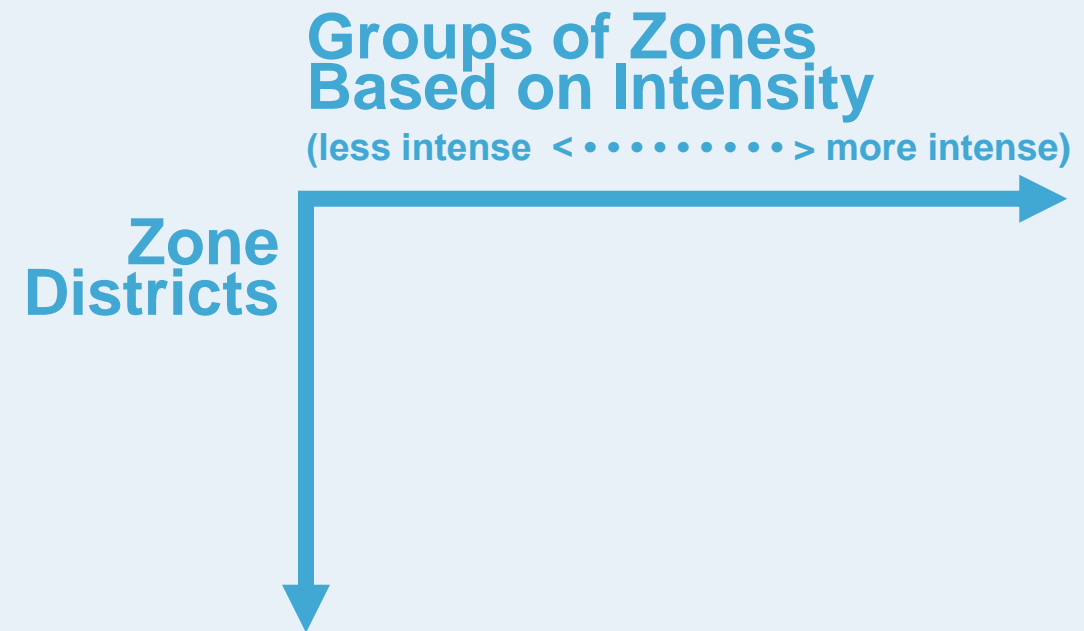 Groups of Zones
Based on Intensity
(less intense < • • • • • • • • • > more intense)
Zone
Districts